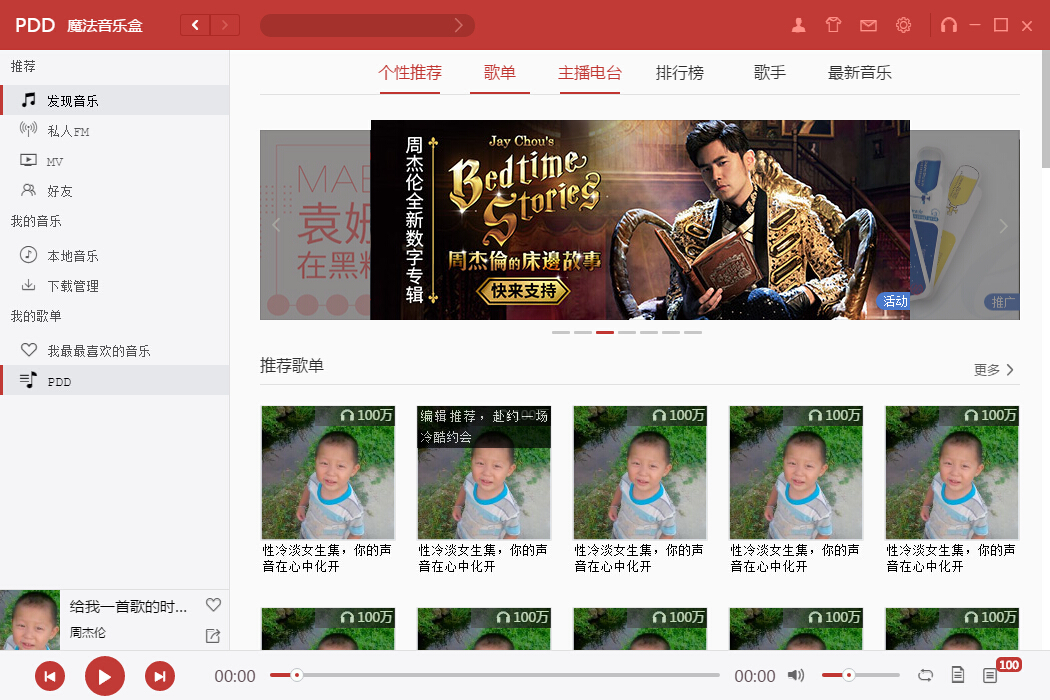 PDD 魔法音乐盒
推荐
发现音乐
私人FM
MV
好友
我的音乐
本地音乐
下载管理
我的歌单
我最最喜欢的音乐
PDD
个性推荐 歌单 主播电台 排行榜 歌手 最新音乐
袁
在黑
周杰伦全新数字专辑
Jay Chou's
Bedtime
Stories
周杰倫的床邊故事
快来支持
活动
推广
推荐歌单
更多
100万
编辑推荐，赴约一场
冷酷约会
100万
100万
100万
性冷淡女生集，你的声
音在心中化开
性冷淡女生集，你的声
音在心中化开
性冷淡女生集，你的声
音在心中化开
性冷淡女生集，你的声
音在心中化开
性冷淡女生集，你的声
音在心中化开
100万
100万
100万
100万
100万
给我一首歌的时...
周杰伦
00:00
00:00
100